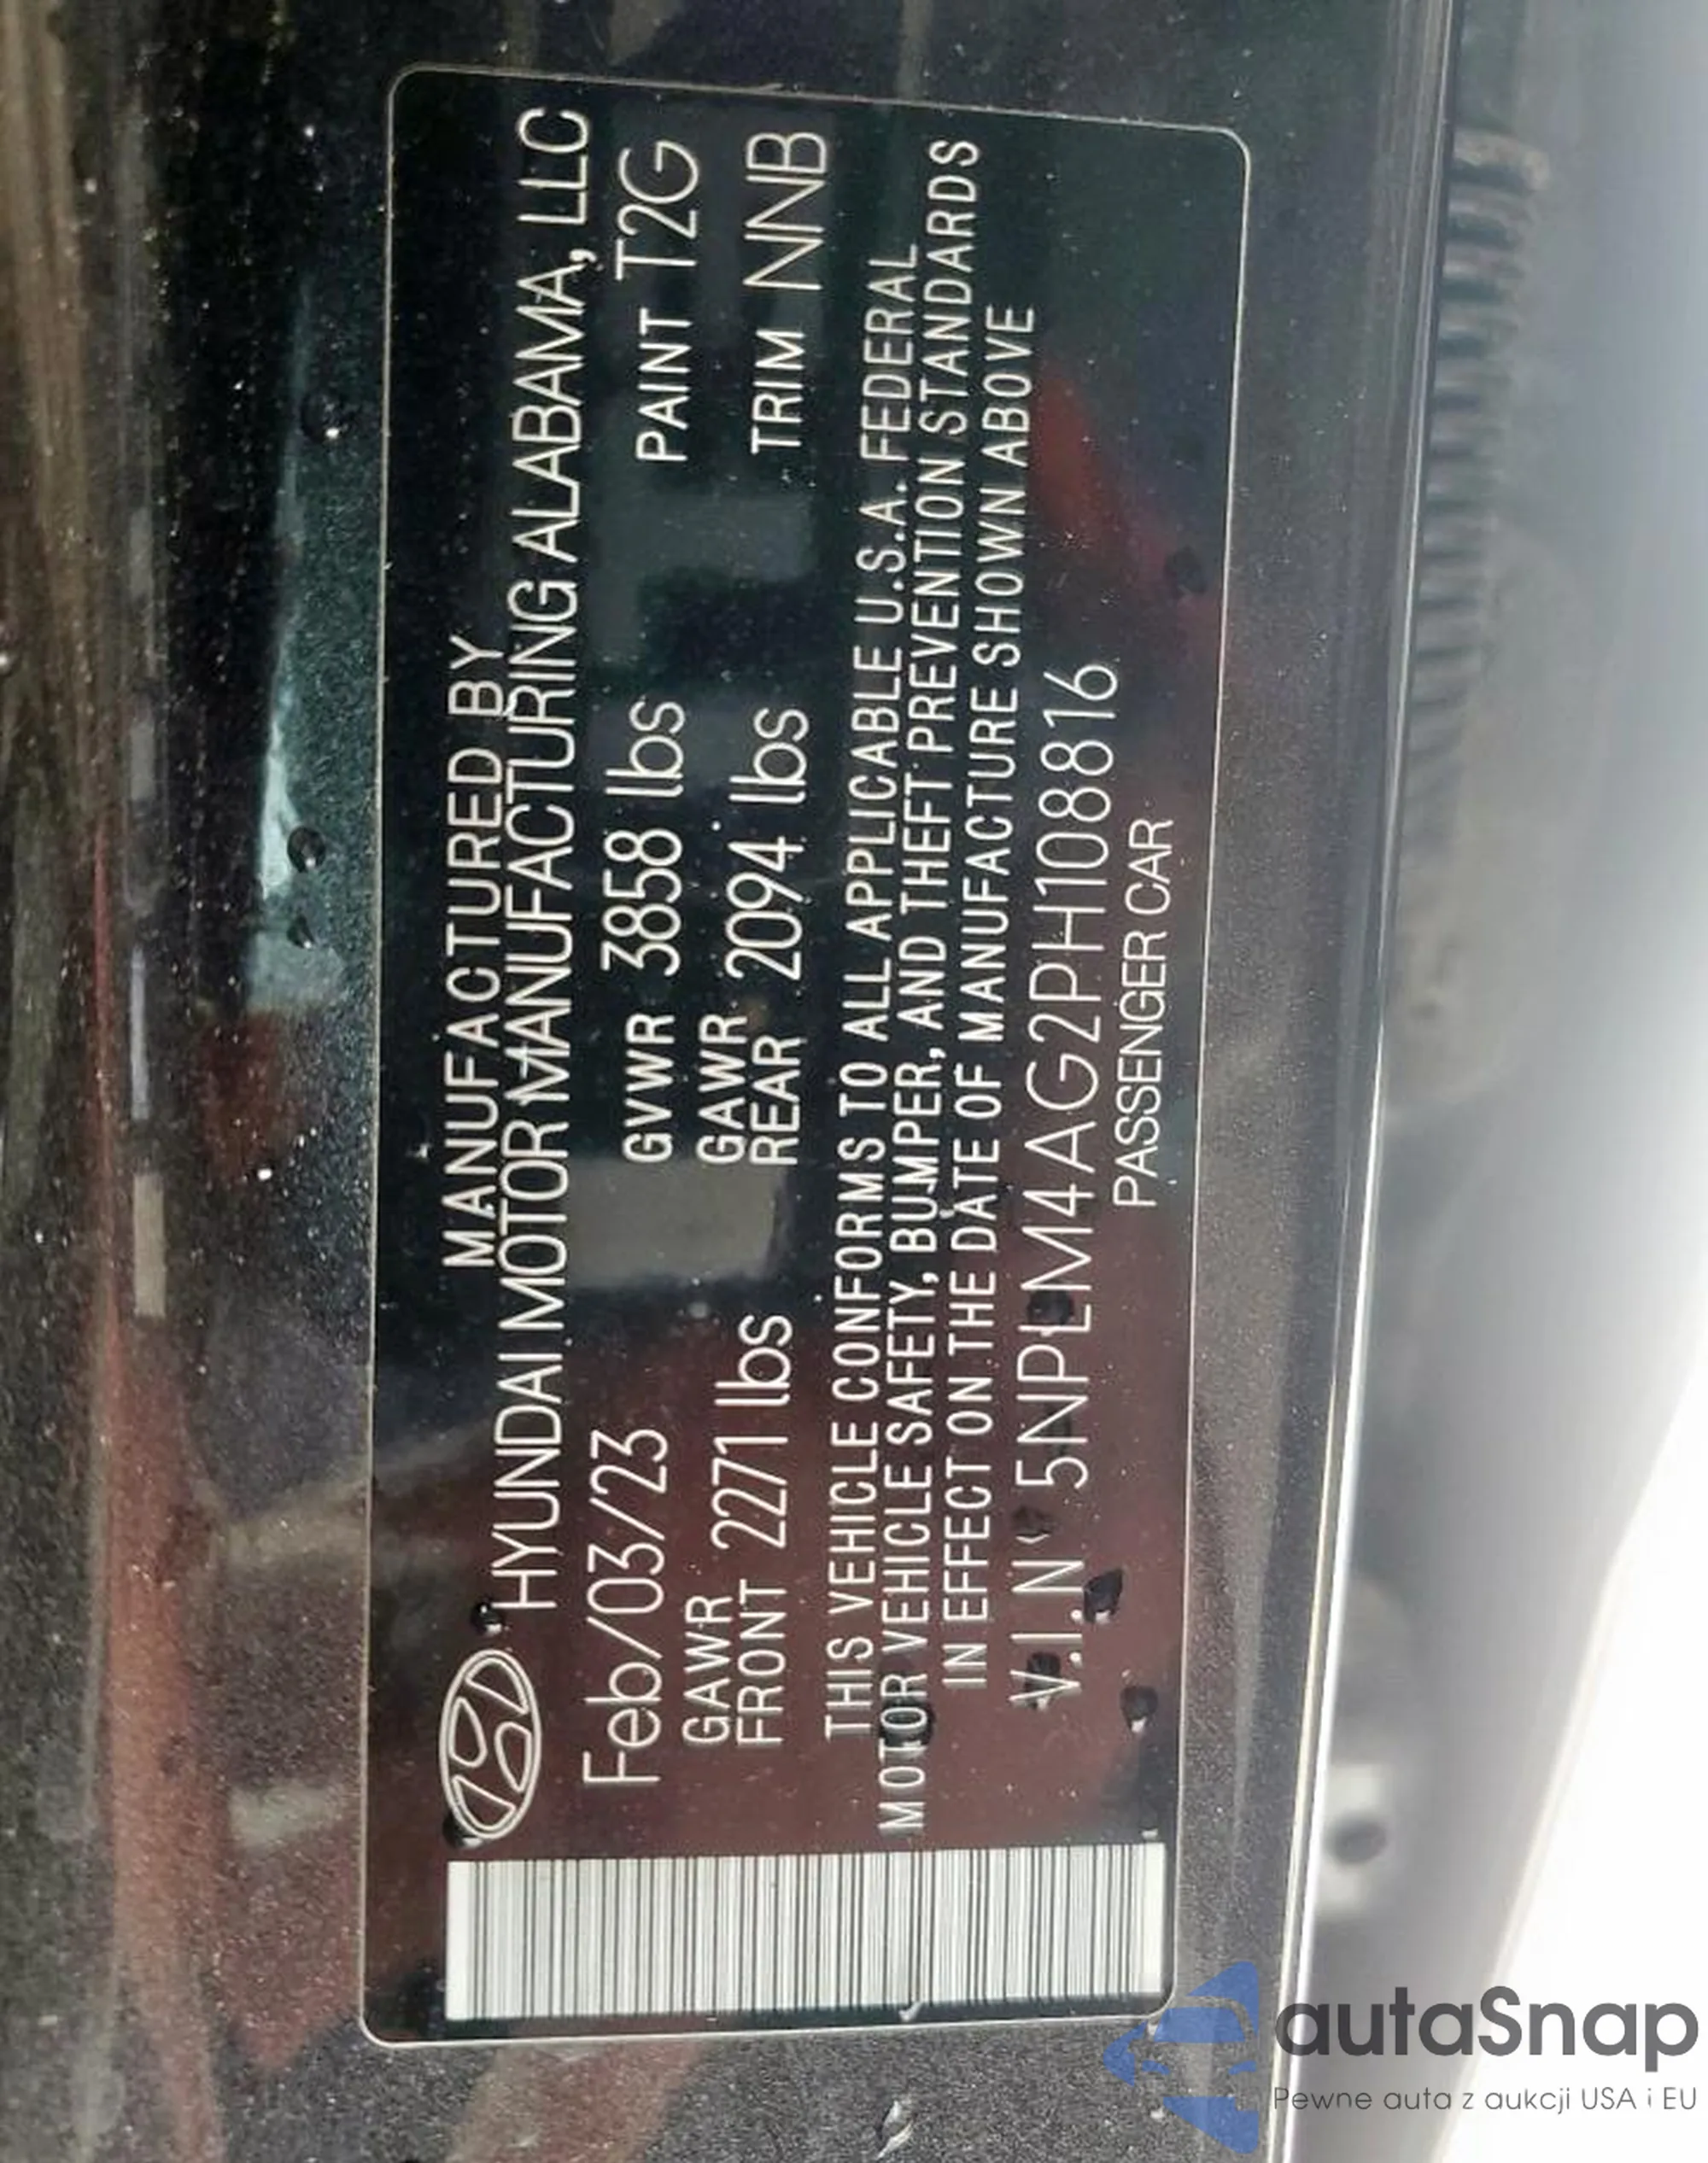 MANUFACTURED BY
HYUNDAI MOTOR MANUFACTURING ALABAMA, LLC
Feb/03/23 GVWR 3858 lbs PAINT T2G
GAWR FRONT 2271 lbs GAWR REAR 2094 lbs TRIM NNB
THIS VEHICLE CONFORMS TO ALL APPLICABLE U.S.A. FEDERAL
MOTOR VEHICLE SAFETY, BUMPER, AND THEFT PREVENTION STANDARDS
IN EFFECT ON THE DATE OF MANUFACTURE SHOWN ABOVE
V.I.N 5NPLM4AG2PH108816
PASSENGER CAR
autaSnap
Pewne auta z aukcji USA i EU